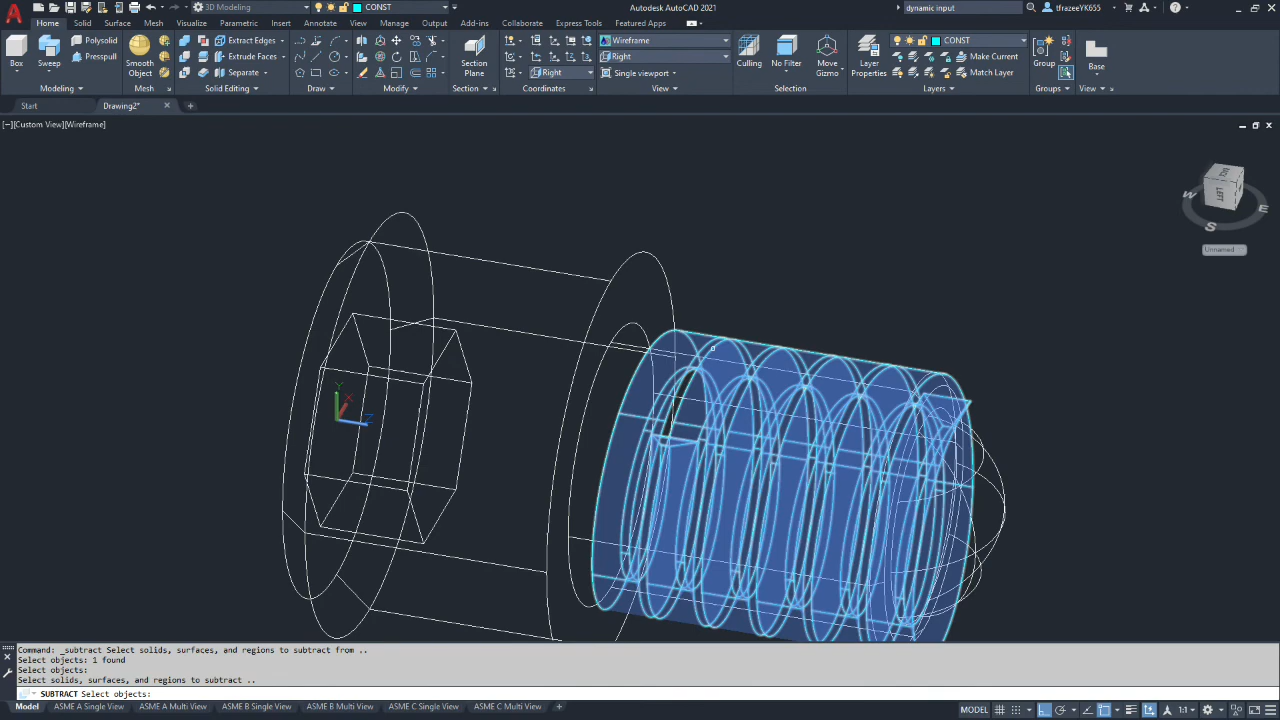 3D Modeling
CONST
Autodesk AutoCAD 2021
dynamic input
tfrazeeYK655
Home
Solid
Surface
Mesh
Visualize
Parametric
Insert
Annotate
View
Manage
Output
Add-ins
Collaborate
Express Tools
Featured Apps
Box
Sweep
Polysolid
Presspull
Modeling
Smooth
Object
Mesh
Extrude Edges
Extrude Faces
Separate
Solid Editing
Draw
Modify
Section
Plane
Section
Right
Coordinates
Wireframe
Right
Single viewport
View
Culling
No Filter
Move
Gizmo
Selection
Layer
Properties
CONST
Make Current
Match Layer
Layers
Group
Groups
Base
View
Start
Drawing2*
[−][Custom View][Wireframe]
W
E
S
LEFT
Unnamed
Y
X
Z
Command: _subtract Select solids, surfaces, and regions to subtract from ..
Select objects: 1 found
Select objects:
Select solids, surfaces, and regions to subtract ..
SUBTRACT Select objects:
Model
ASME A Single View
ASME A Multi View
ASME B Single View
ASME B Multi View
ASME C Single View
ASME C Multi View
MODEL
1:1